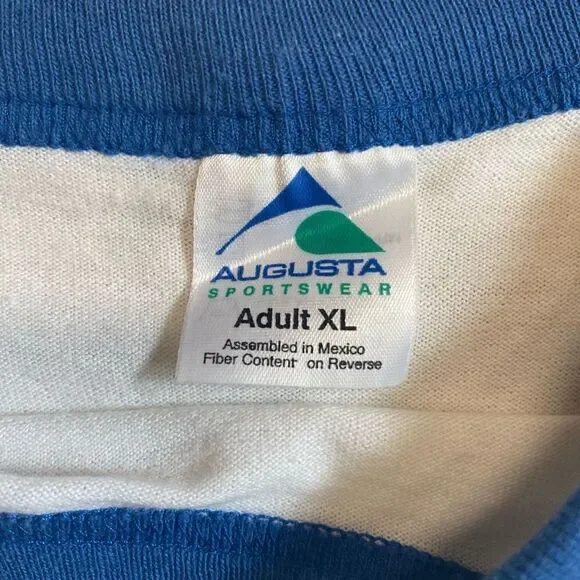 AUGUSTA
SPORTSWEAR
Adult XL
Assembled in Mexico
Fiber Content on Reverse